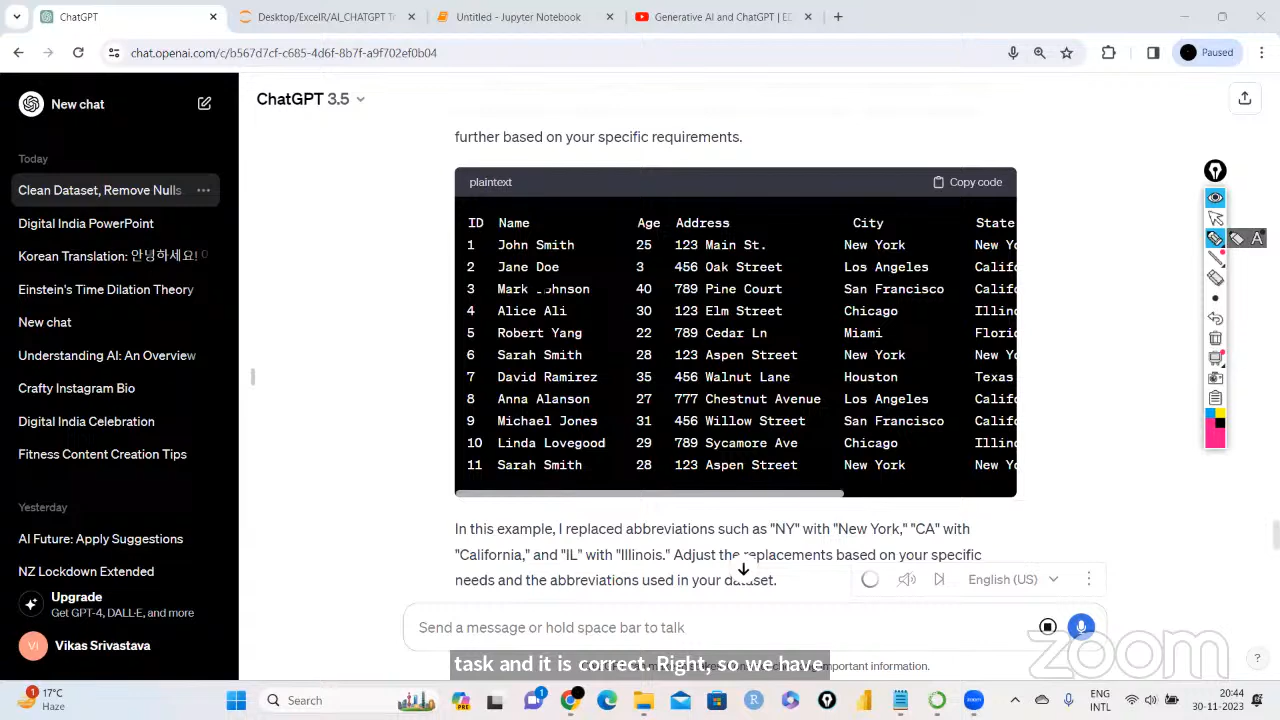 ChatGPT
Desktop/ExcelR/AI_CHATGPT T
Untitled - Jupyter Notebook
Generative AI and ChatGPT | E
chat.openai.com/c/b567d7cf-c685-4d6f-8b7f-a9f702ef0b04
Paused
New chat
ChatGPT 3.5
Today
Clean Dataset, Remove Nulls
Digital India PowerPoint
Korean Translation: 안녕하세요!
Einstein's Time Dilation Theory
New chat
Understanding AI: An Overview
Crafty Instagram Bio
Digital India Celebration
Fitness Content Creation Tips
Yesterday
AI Future: Apply Suggestions
NZ Lockdown Extended
Upgrade
Get GPT-4, DALL·E, and more
Vi Vikas Srivastava
further based on your specific requirements.
plaintext Copy code
ID Name Age Address City State
1 John Smith 25 123 Main St. New York New Yo
2 Jane Doe 3 456 Oak Street Los Angeles Califo
3 Mark Johnson 40 789 Pine Court San Francisco Califo
4 Alice Ali 30 123 Elm Street Chicago Illino
5 Robert Yang 22 789 Cedar Ln Miami Florid
6 Sarah Smith 28 123 Aspen Street New York New Yo
7 David Ramirez 35 456 Walnut Lane Houston Texas
8 Anna Alanson 27 777 Chestnut Avenue Los Angeles Califo
9 Michael Jones 31 456 Willow Street San Francisco Califo
10 Linda Lovegood 29 789 Sycamore Ave Chicago Illino
11 Sarah Smith 28 123 Aspen Street New York New Yo
In this example, I replaced abbreviations such as "NY" with "New York," "CA" with
"California," and "IL" with "Illinois." Adjust the replacements based on your specific
needs and the abbreviations used in your dataset.
English (US)
Send a message or hold space bar to talk
zoom
task and it is correct. Right, so we have
important information.
?
A
17°C
Haze
Search
PRE
ENG
INTL
20:44
30-11-2023